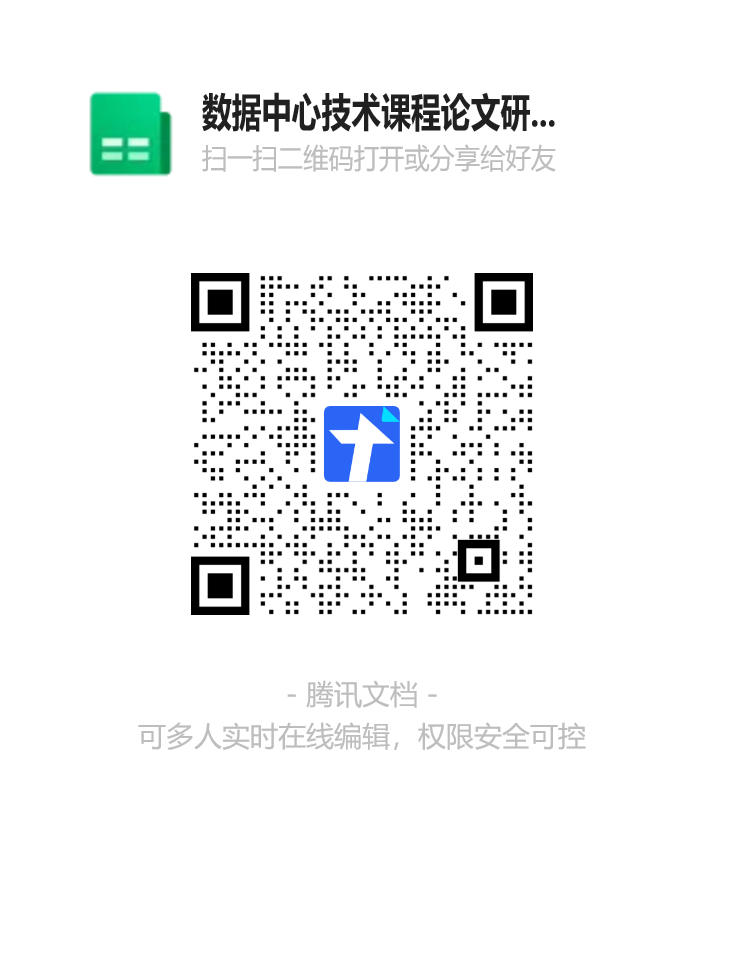 数据中心技术课程论文研...
扫一扫二维码打开或分享给好友
- 腾讯文档 -
可多人实时在线编辑，权限安全可控